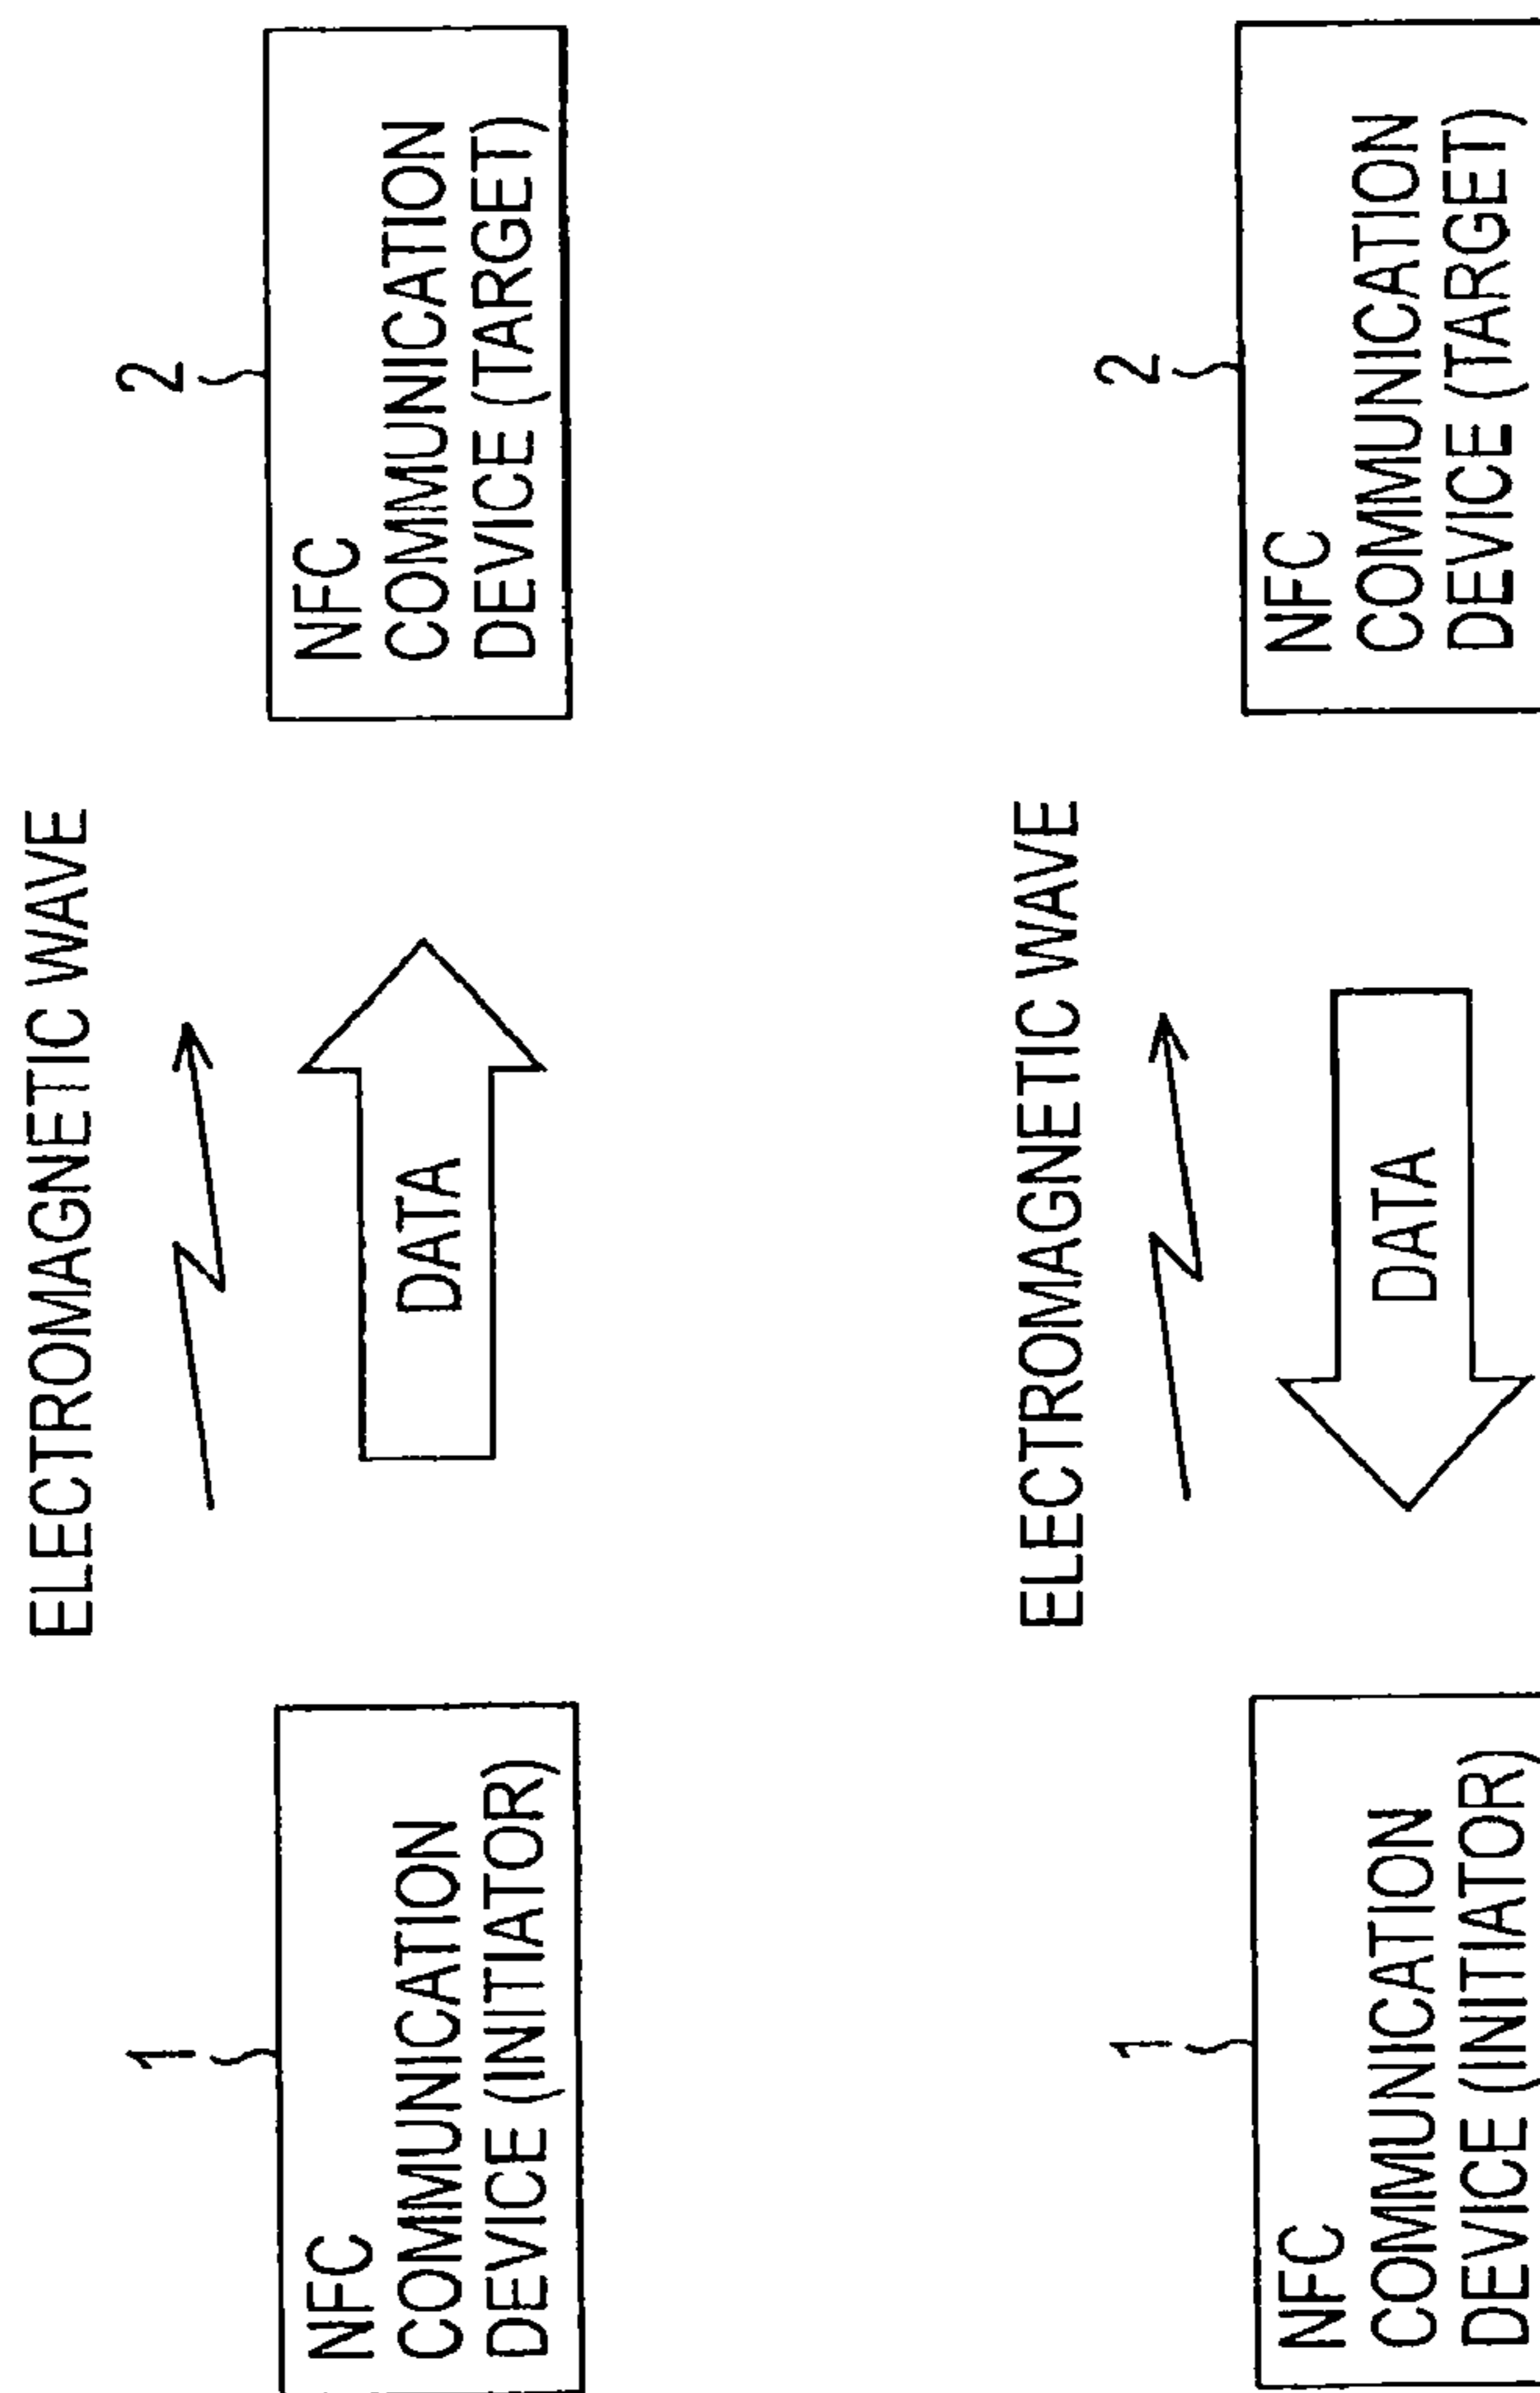 ELECTROMAGNETIC WAVE
1
2
NFC
COMMUNICATION
DEVICE (INITIATOR)
DATA
NFC
COMMUNICATION
DEVICE (TARGET)
ELECTROMAGNETIC WAVE
1
2
NFC
COMMUNICATION
DEVICE (INITIATOR)
DATA
NFC
COMMUNICATION
DEVICE (TARGET)